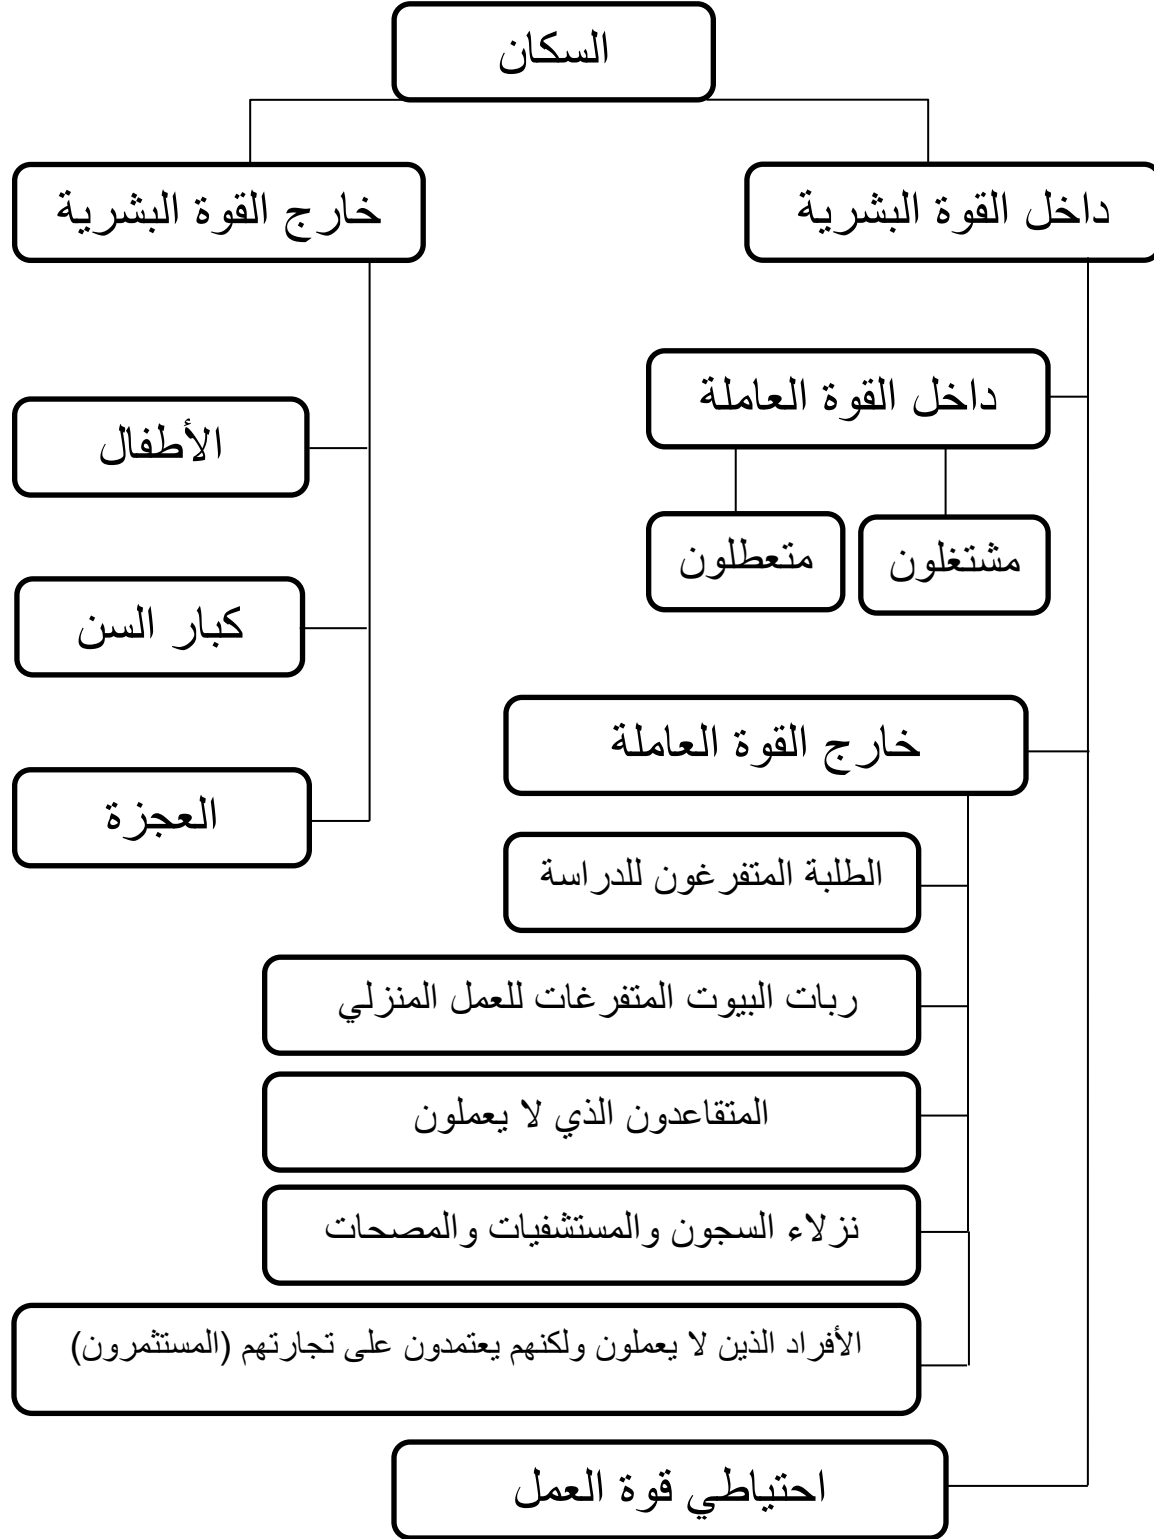 السكان
داخل القوة البشرية
خارج القوة البشرية
داخل القوة العاملة
الأطفال
مشتغلون
متعطلون
كبار السن
خارج القوة العاملة
العجزة
الطلبة المتفرغون للدراسة
ربات البيوت المتفرغات للعمل المنزلي
المتقاعدون الذي لا يعملون
نزلاء السجون والمستشفيات والمصحات
الأفراد الذين لا يعملون ولكنهم يعتمدون على تجارتهم (المستثمرون)
احتياطي قوة العمل